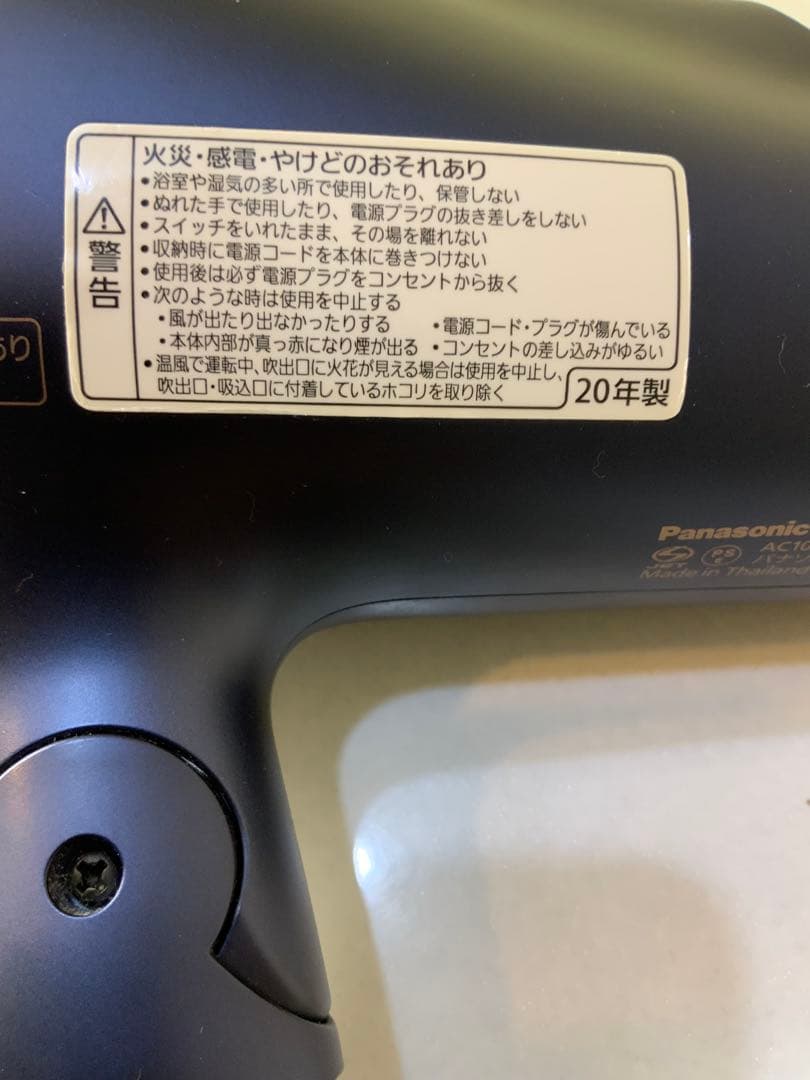 警告
火災・感電・やけどのおそれあり
•浴室や湿気の多い所で使用したり、保管しない
•ぬれた手で使用したり、電源プラグの抜き差しをしない
•スイッチをいれたまま、その場を離れない
•収納時に電源コードを本体に巻きつけない
•使用後は必ず電源プラグをコンセントから抜く
•次のような時は使用を中止する
•風が出たり出なかったりする •電源コード・プラグが傷んでいる
•本体内部が真っ赤になり煙が出る •コンセントの差し込みがゆるい
•温風で運転中、吹出口に火花が見える場合は使用を中止し、
吹出口・吸込口に付着しているホコリを取り除く
20年製
り
Panasonic
JET PS E AC10
パナソ
Made in Thailand